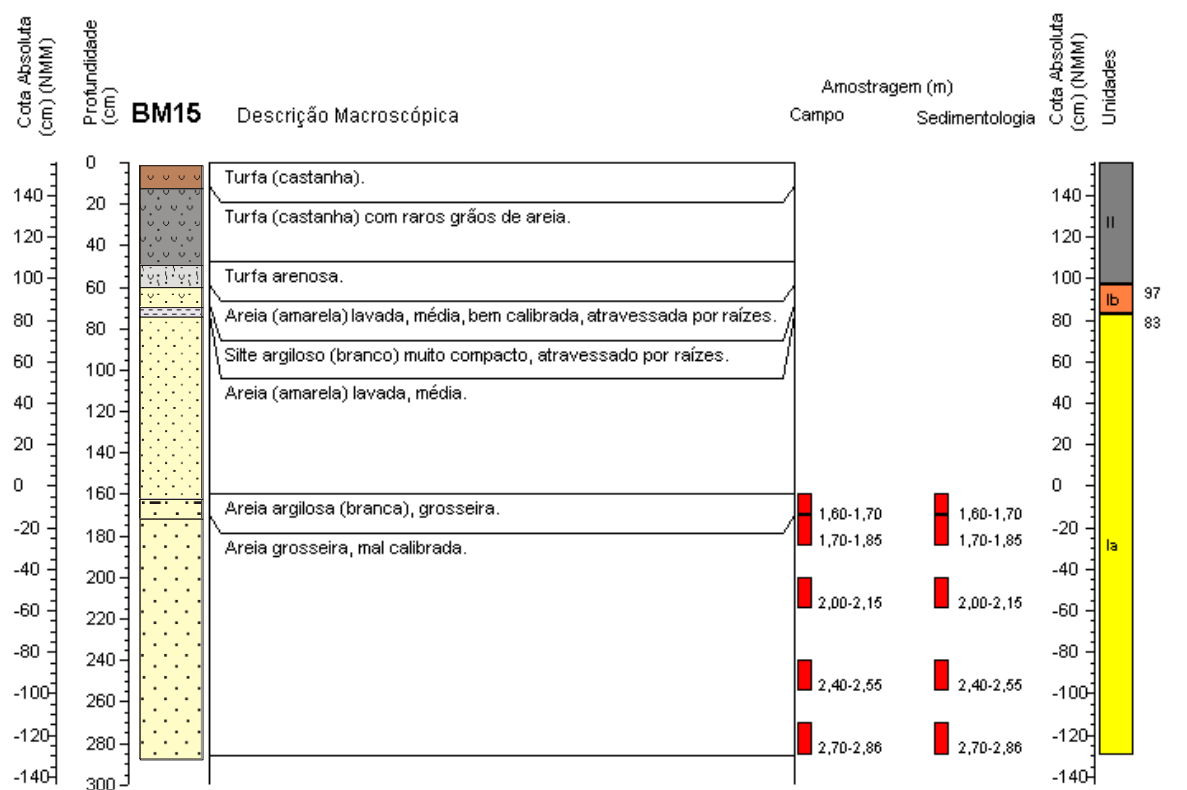 Cota Absoluta
(cm) (NMM)
Profundidade
(cm)
BM15
Descrição Macroscópica
Amostragem (m)
Campo
Sedimentologia
Cota Absoluta
(cm) (NMM)
Unidades
140
120
100
80
60
40
20
0
-20
-40
-60
-80
-100
-120
-140
0
20
40
60
80
100
120
140
160
180
200
220
240
260
280
300
Turfa (castanha).
Turfa (castanha) com raros grãos de areia.
Turfa arenosa.
Areia (amarela) lavada, média, bem calibrada, atravessada por raízes.
Silte argiloso (branco) muito compacto, atravessado por raízes.
Areia (amarela) lavada, média.
Areia argilosa (branca), grosseira.
Areia grosseira, mal calibrada.
1,60-1,70
1,70-1,85
2,00-2,15
2,40-2,55
2,70-2,86
1,60-1,70
1,70-1,85
2,00-2,15
2,40-2,55
2,70-2,86
140
120
100
80
60
40
20
0
-20
-40
-60
-80
-100
-120
-140
II
Ib
Ia
97
83